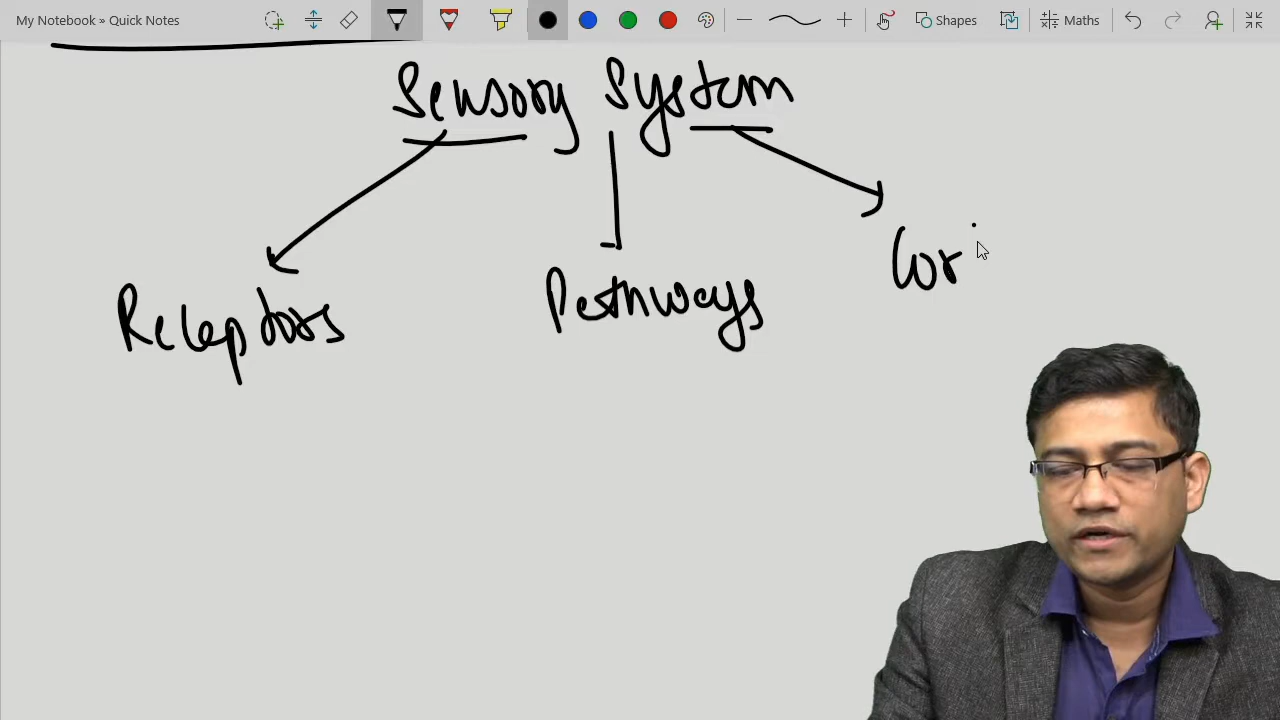 My Notebook » Quick Notes Shapes Maths
Sensory System
Receptors Pathways Cor